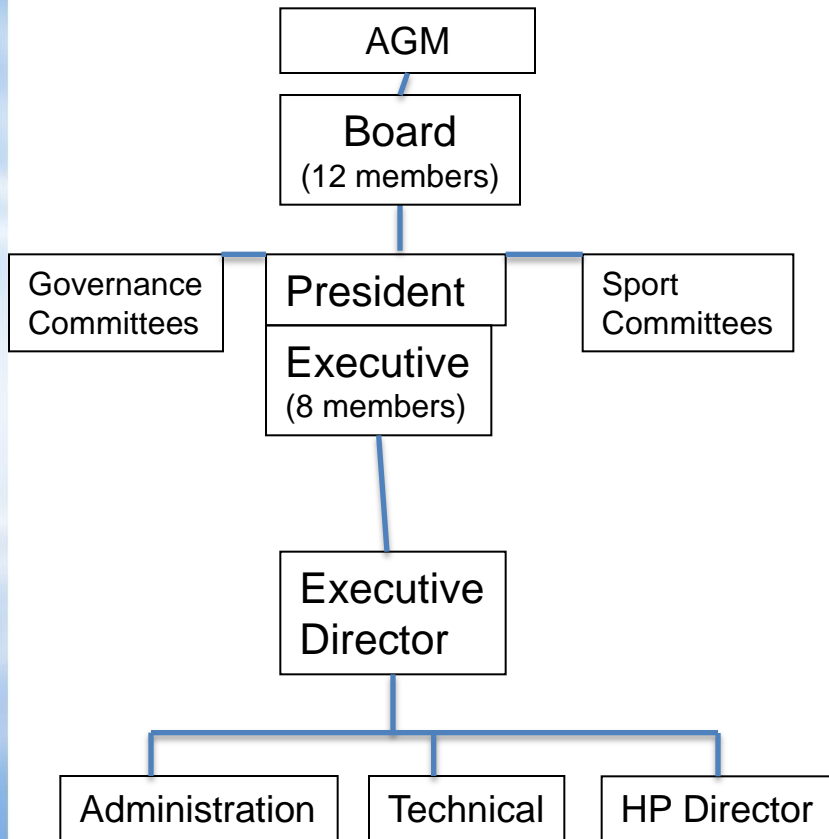 AGM
Board
(12 members)
Governance
Committees
President
Sport
Committees
Executive
(8 members)
Executive
Director
Administration
Technical
HP Director